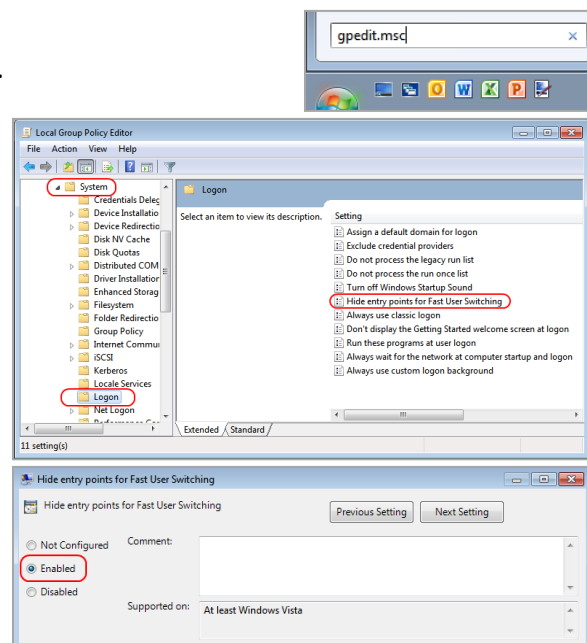 .
gpedit.msc
Local Group Policy Editor
File Action View Help
System
Credentials Deleg
Device Installatio
Device Redirectio
Disk NV Cache
Disk Quotas
Distributed COM
Driver Installation
Enhanced Storag
Filesystem
Folder Redirectio
Group Policy
Internet Commu
iSCSI
Kerberos
Locale Services
Logon
Net Logon
Logon
Select an item to view its description.
Setting
Assign a default domain for logon
Exclude credential providers
Do not process the legacy run list
Do not process the run once list
Turn off Windows Startup Sound
Hide entry points for Fast User Switching
Always use classic logon
Don't display the Getting Started welcome screen at logon
Run these programs at user logon
Always wait for the network at computer startup and logon
Always use custom logon background
Extended Standard
11 setting(s)
Hide entry points for Fast User Switching
Hide entry points for Fast User Switching
Previous Setting Next Setting
Not Configured
Comment:
Enabled
Disabled
Supported on:
At least Windows Vista